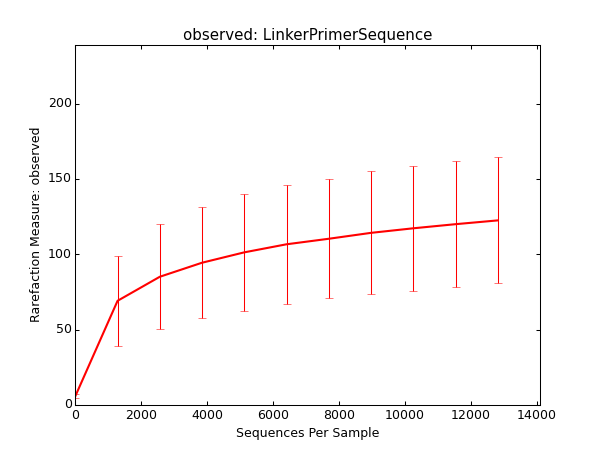 observed: LinkerPrimerSequence
200
150
100
50
0
Rarefaction Measure: observed
0 2000 4000 6000 8000 10000 12000 14000
Sequences Per Sample